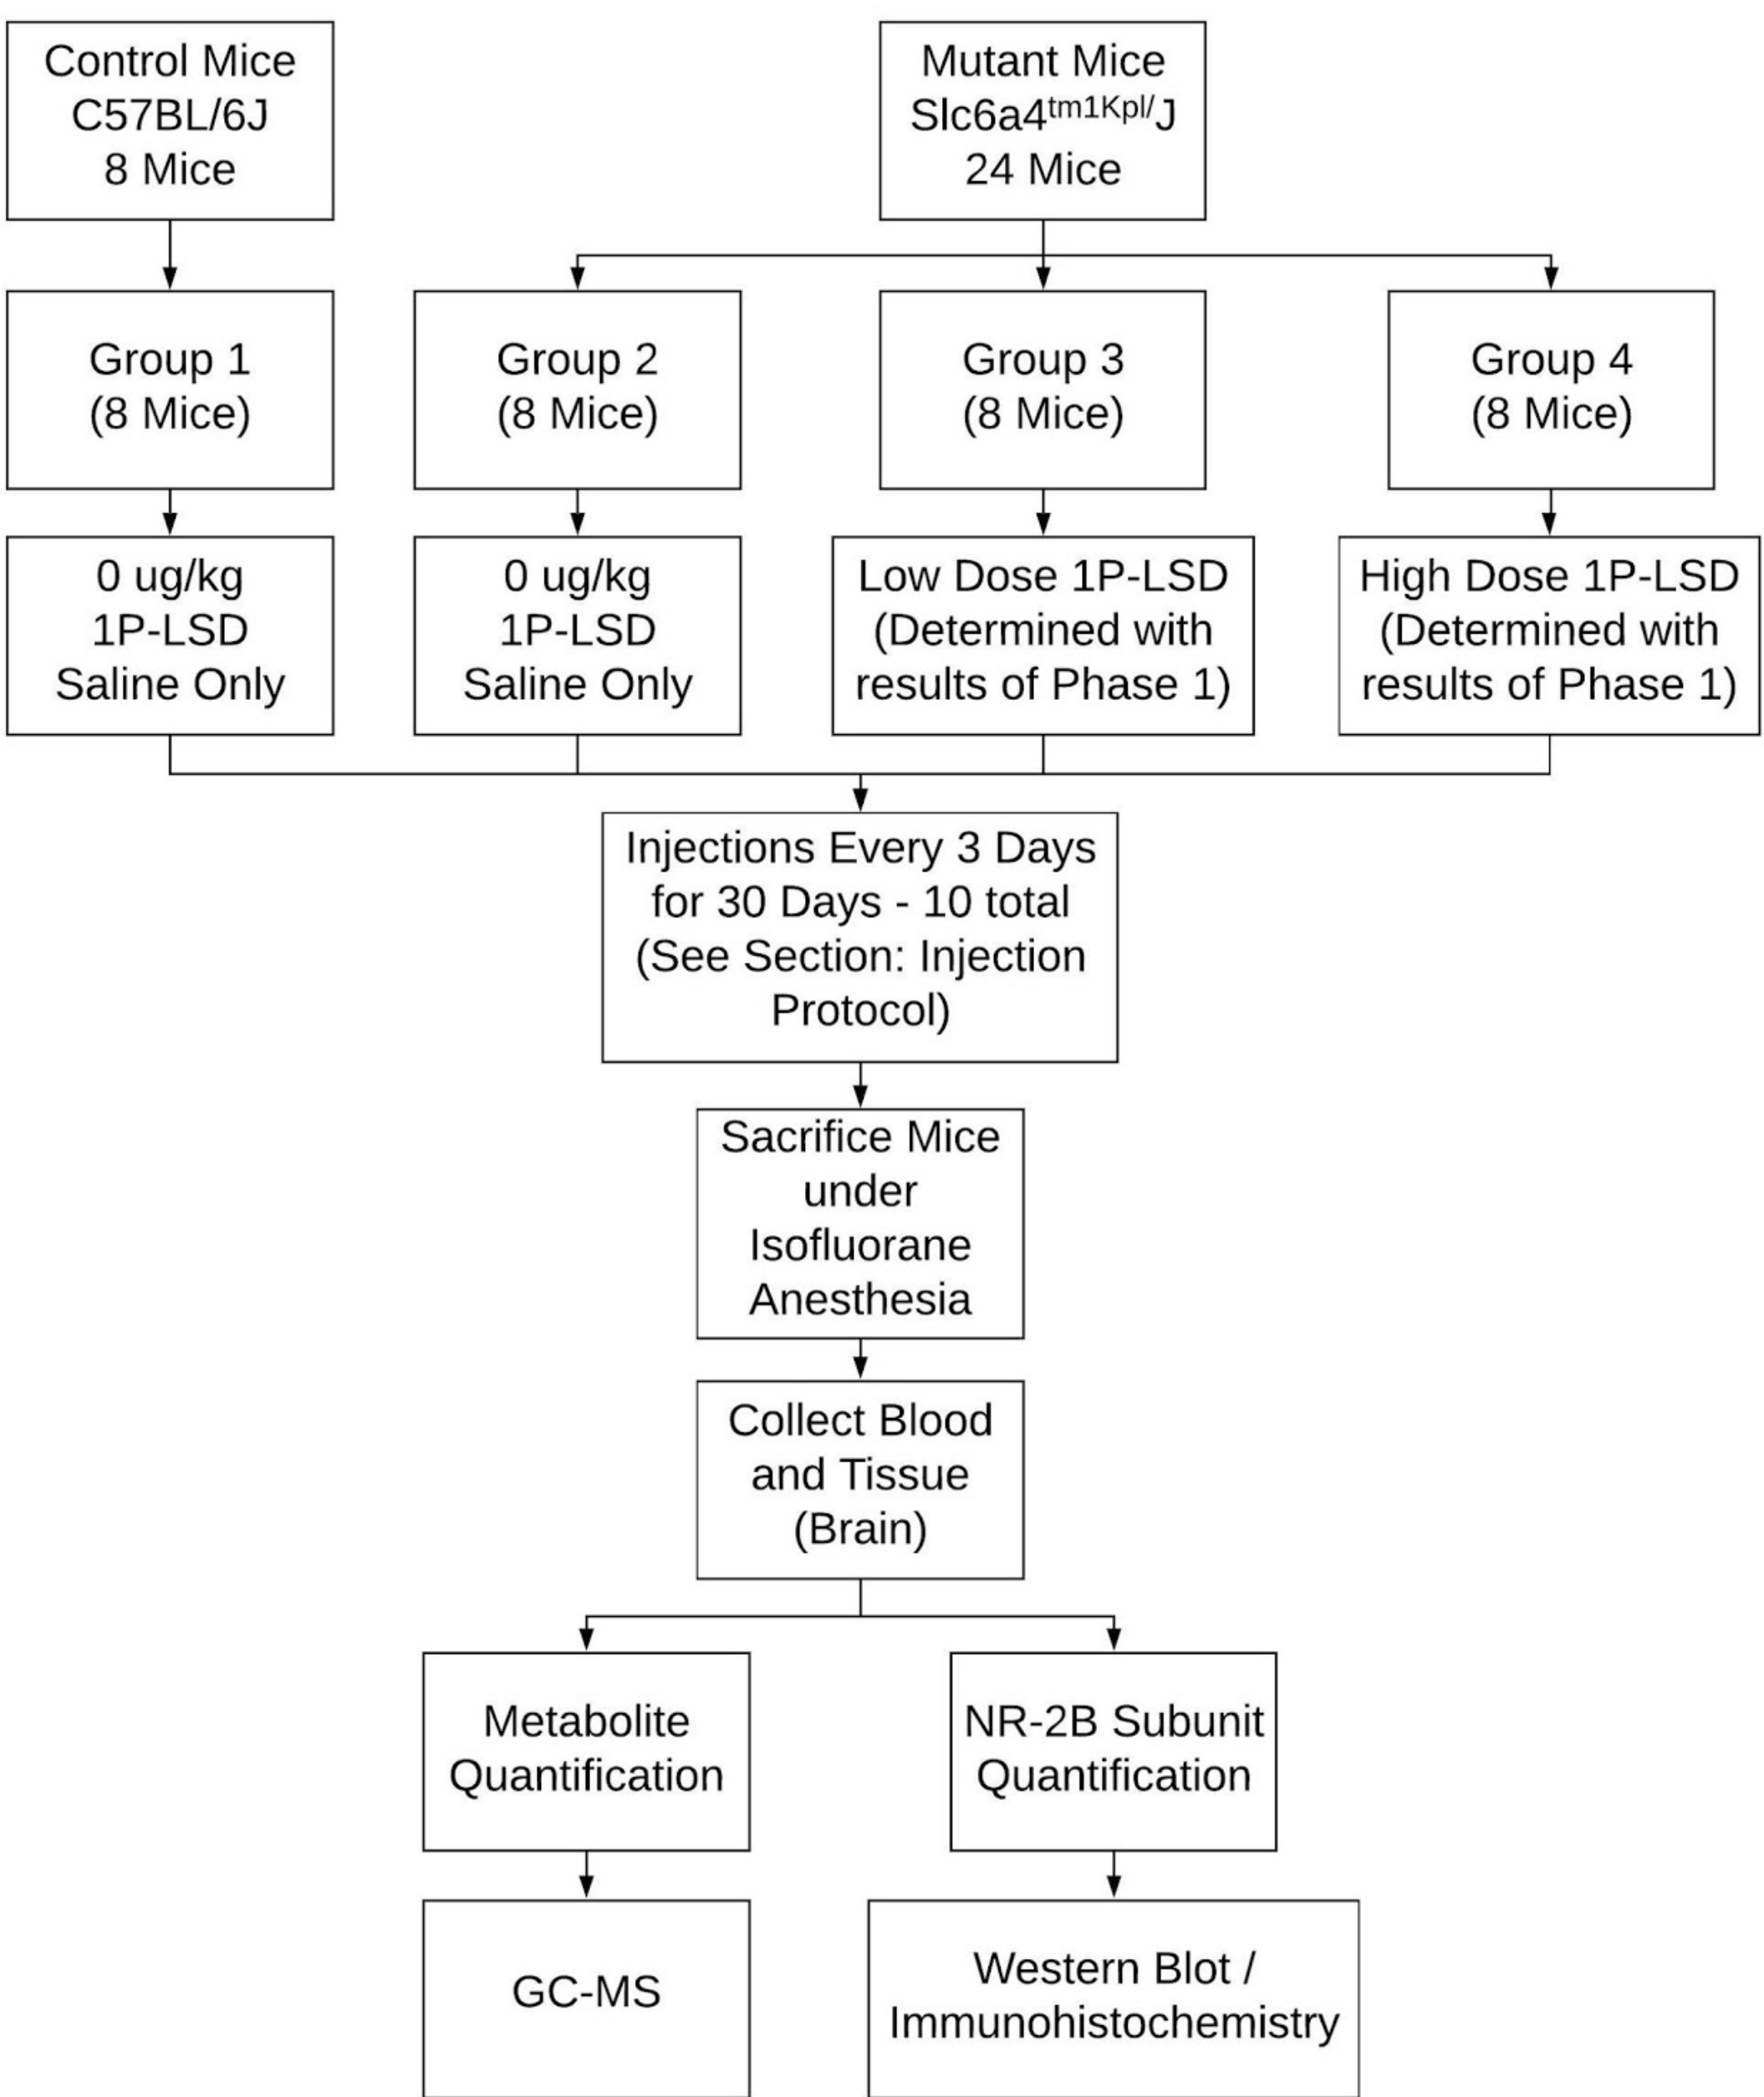 Control Mice
C57BL/6J
8 Mice
Mutant Mice
Slc6a4tm1Kpl/J
24 Mice
Group 1
(8 Mice)
Group 2
(8 Mice)
Group 3
(8 Mice)
Group 4
(8 Mice)
0 ug/kg
1P-LSD
Saline Only
0 ug/kg
1P-LSD
Saline Only
Low Dose 1P-LSD
(Determined with
results of Phase 1)
High Dose 1P-LSD
(Determined with
results of Phase 1)
Injections Every 3 Days
for 30 Days - 10 total
(See Section: Injection
Protocol)
Sacrifice Mice
under
Isofluorane
Anesthesia
Collect Blood
and Tissue
(Brain)
Metabolite
Quantification
NR-2B Subunit
Quantification
GC-MS
Western Blot /
Immunohistochemistry